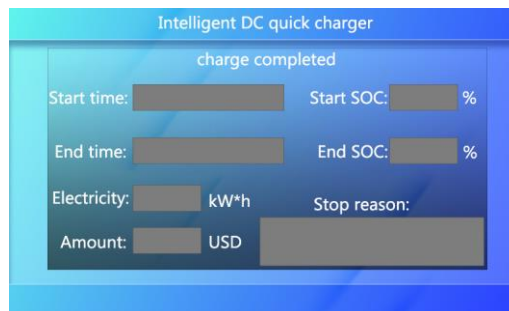 Intelligent DC quick charger
charge completed
Start time: Start SOC: %
End time: End SOC: %
Electricity: kW*h Stop reason:
Amount: USD